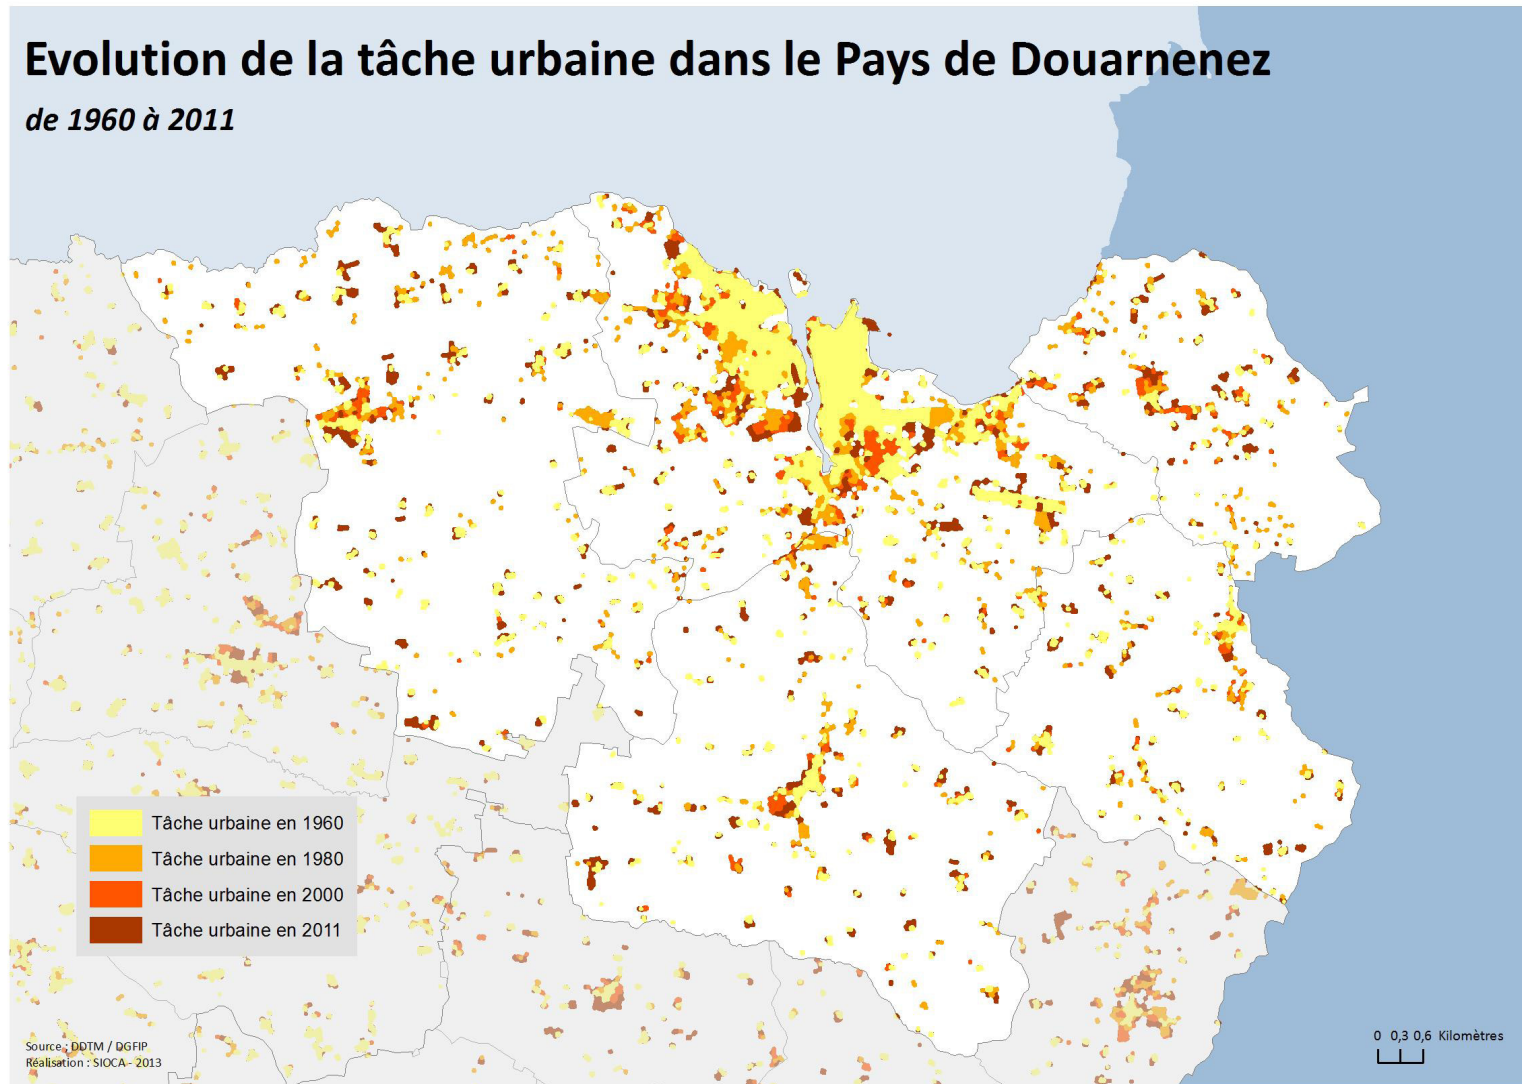 Evolution de la tâche urbaine dans le Pays de Douarnenez
de 1960 à 2011
Tâche urbaine en 1960
Tâche urbaine en 1980
Tâche urbaine en 2000
Tâche urbaine en 2011
Source : DDTM / DGFIP
Réalisation : SIOCA - 2013
0 0,3 0,6 Kilomètres